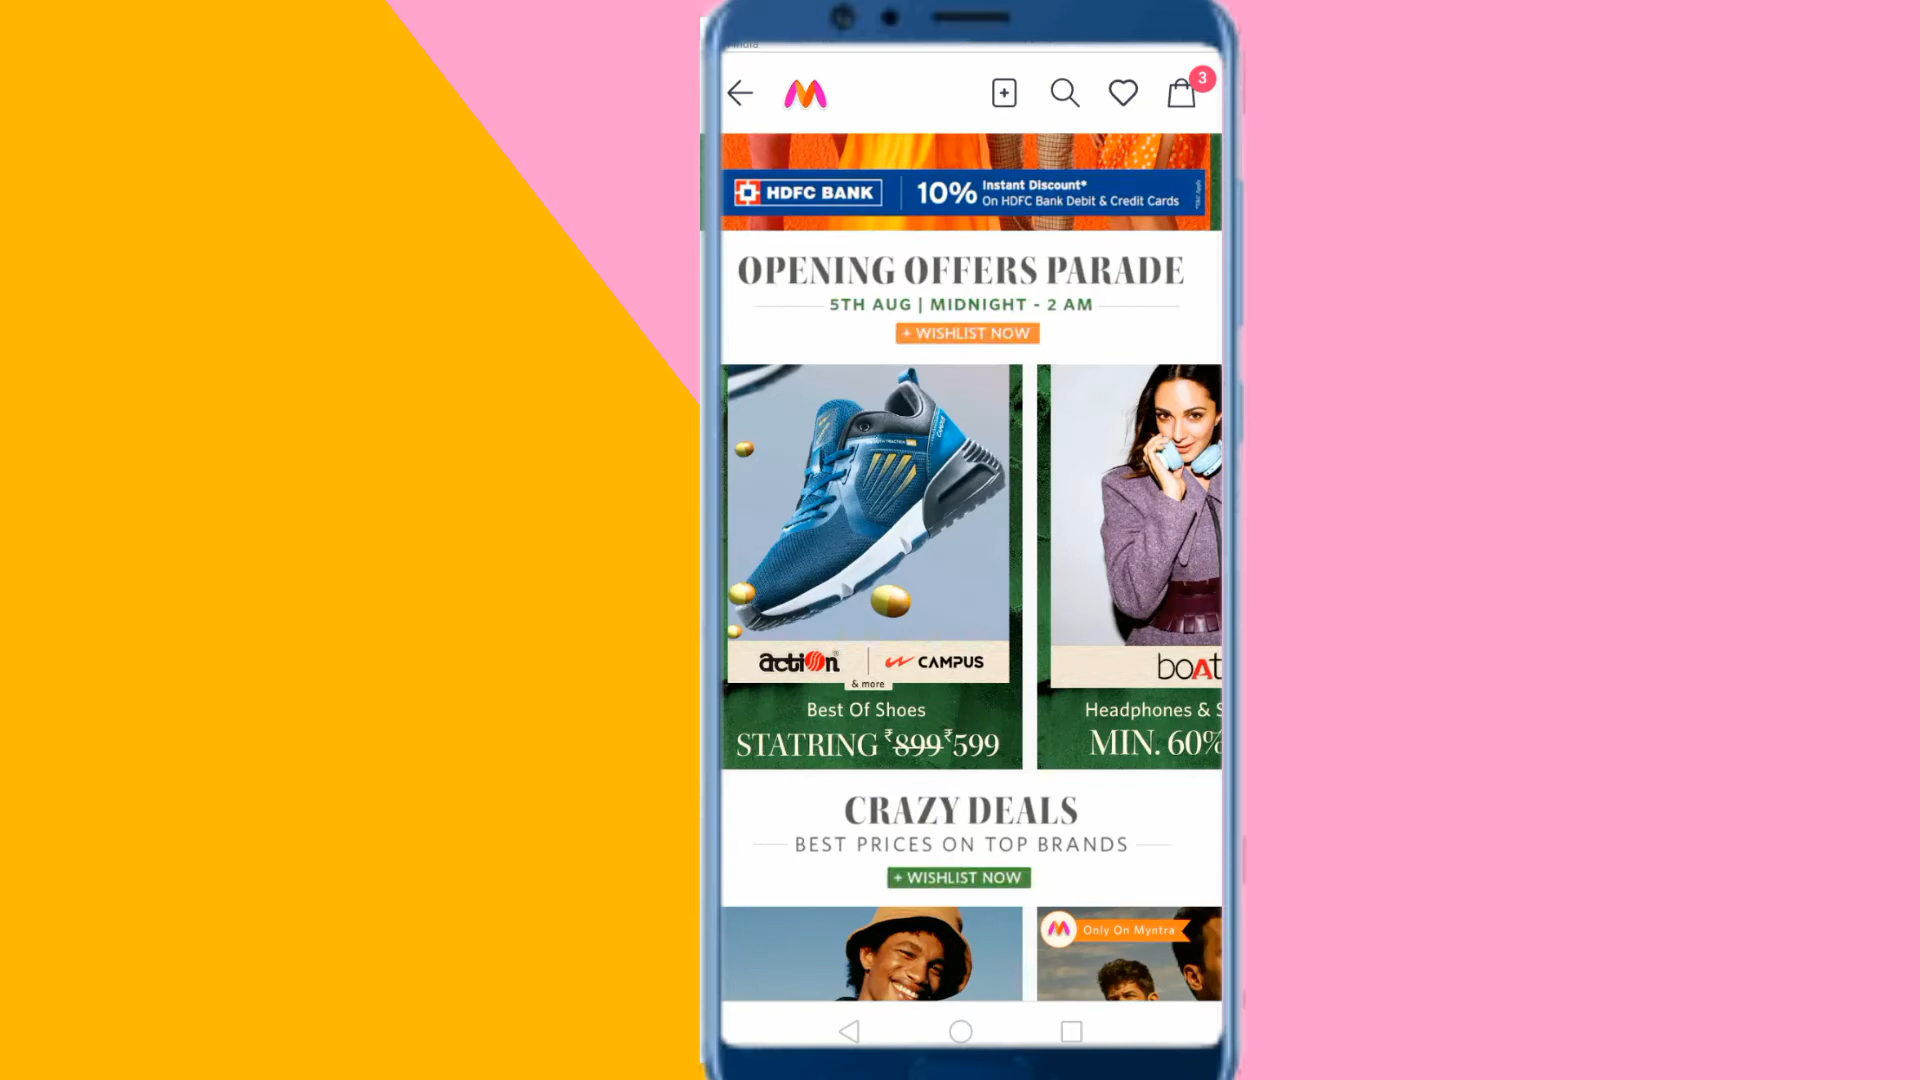 3
HDFC BANK
10% Instant Discount*
On HDFC Bank Debit & Credit Cards
OPENING OFFERS PARADE
5TH AUG | MIDNIGHT - 2 AM
+ WISHLIST NOW
actiOn
CAMPUS
& more
Best Of Shoes
STATRING ₹899 ₹599
boAt
Headphones & S
MIN. 60%
CRAZY DEALS
BEST PRICES ON TOP BRANDS
+ WISHLIST NOW
Only On Myntra